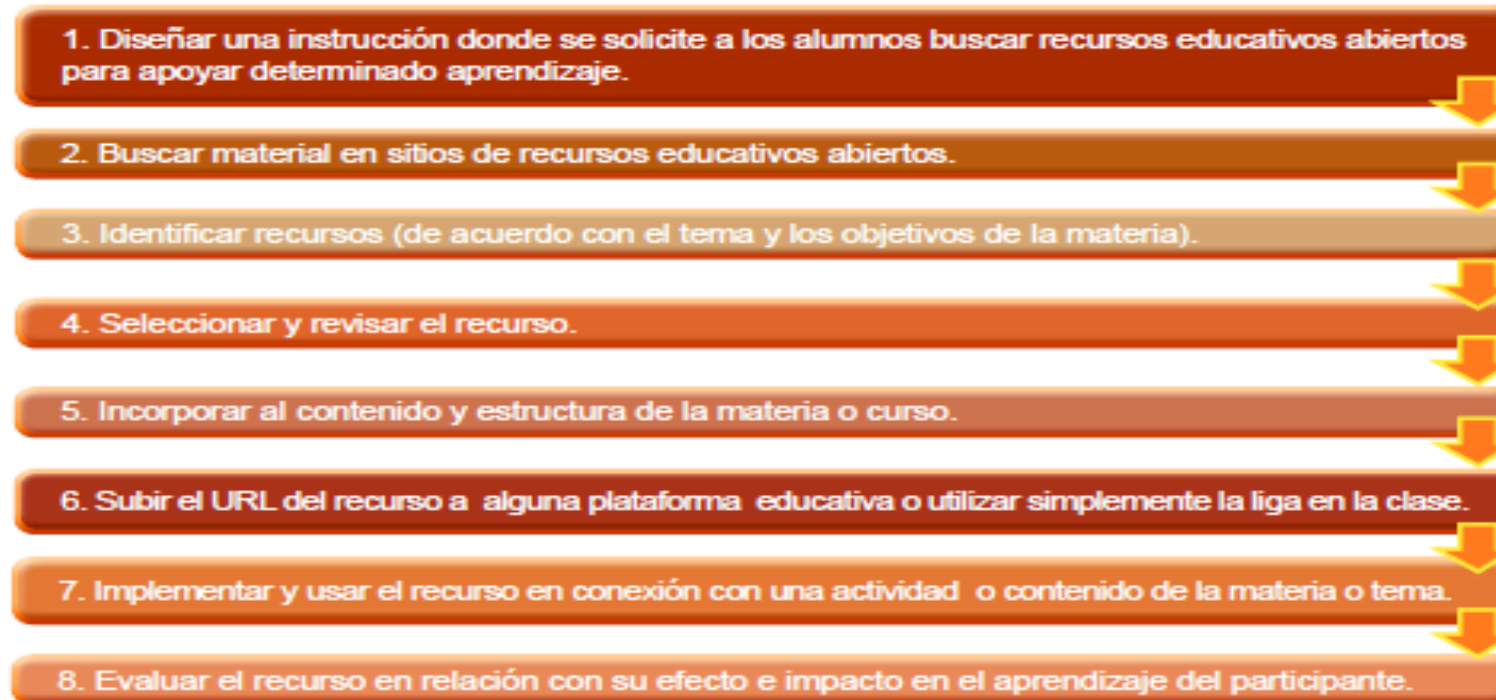 1. Diseñar una instrucción donde se solicite a los alumnos buscar recursos educativos abiertos
para apoyar determinado aprendizaje.
2. Buscar material en sitios de recursos educativos abiertos.
3. Identificar recursos (de acuerdo con el tema y los objetivos de la materia).
4. Seleccionar y revisar el recurso.
5. Incorporar al contenido y estructura de la materia o curso.
6. Subir el URL del recurso a alguna plataforma educativa o utilizar simplemente la liga en la clase.
7. Implementar y usar el recurso en conexión con una actividad o contenido de la materia o tema.
8. Evaluar el recurso en relación con su efecto e impacto en el aprendizaje del participante.